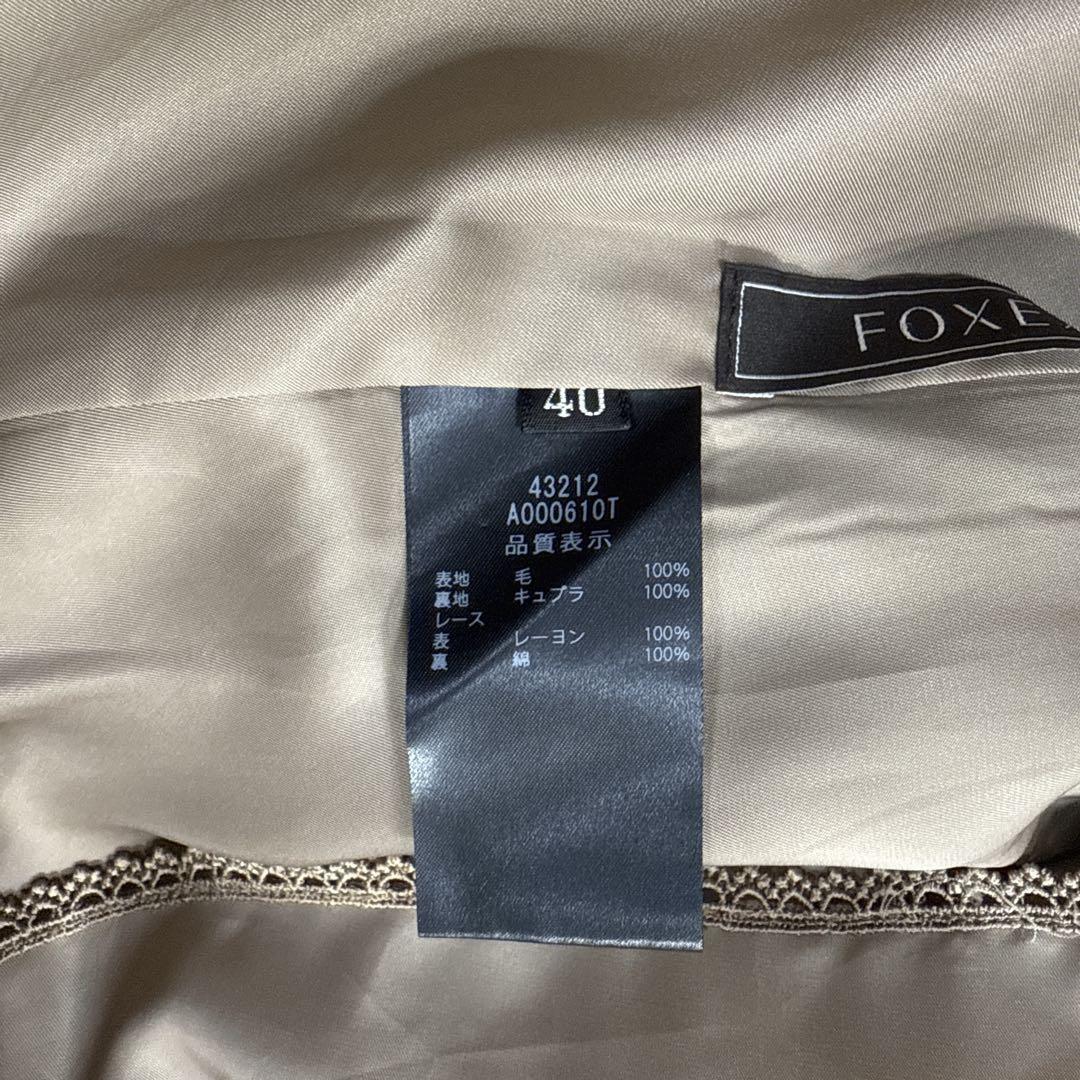 FOXE
40
43212
A000610T
品質表示
表地 毛 100%
裏地 キュプラ 100%
レース
表 レーヨン 100%
裏 綿 100%